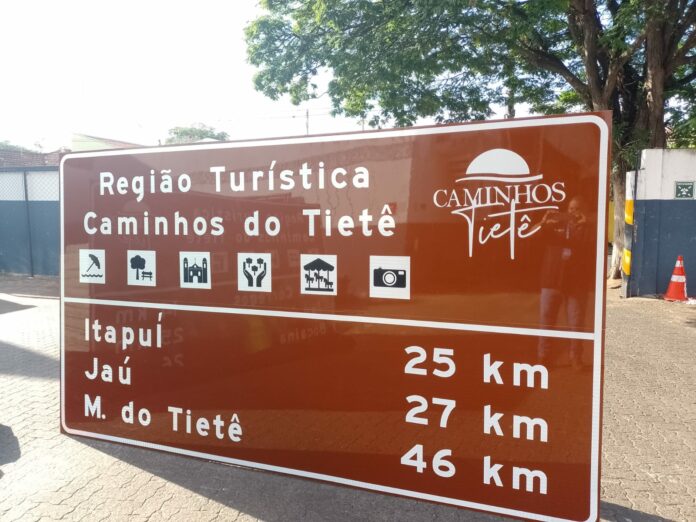 Região Turística
Caminhos do Tietê
CAMINHOS
Tietê
Itapuí 25 km
Jaú 27 km
M. do Tietê 46 km